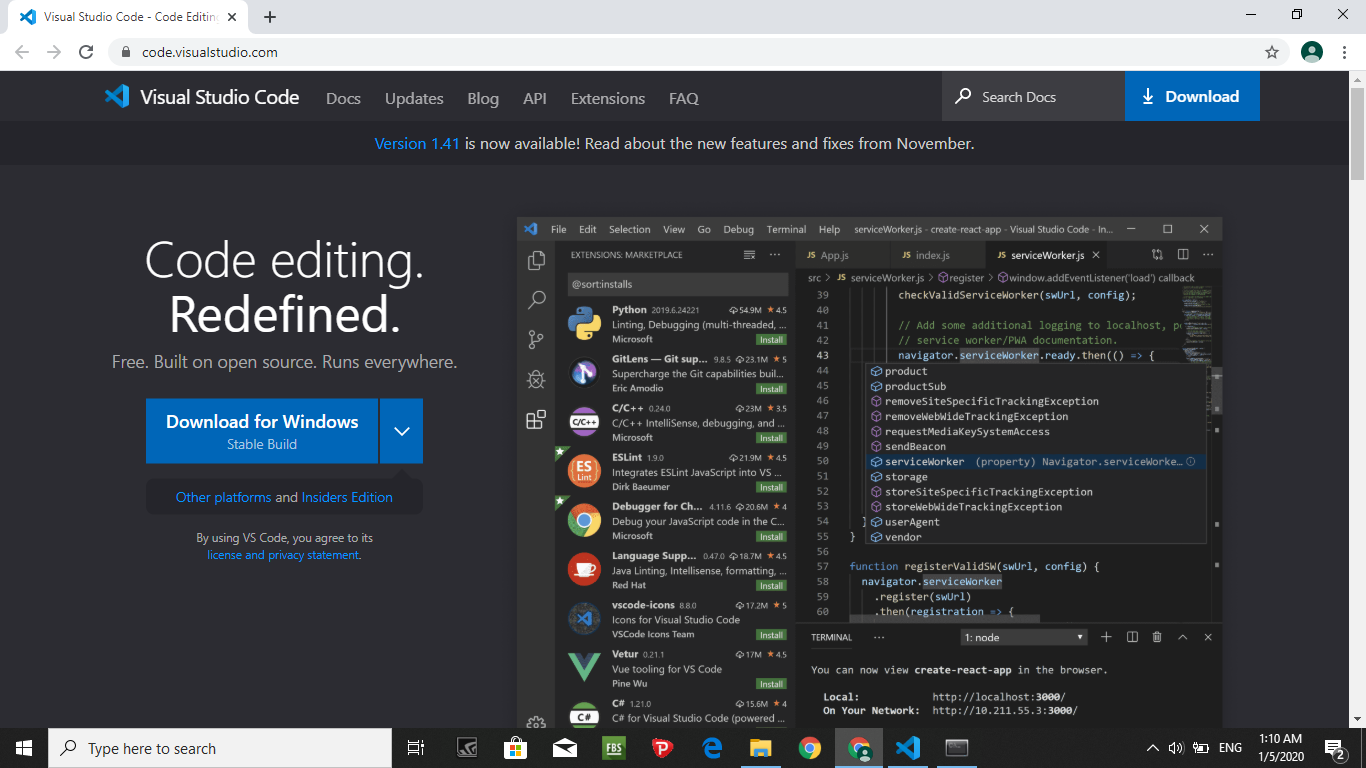 Visual Studio Code - Code Editing
code.visualstudio.com
Visual Studio Code Docs Updates Blog API Extensions FAQ Search Docs Download
Version 1.41 is now available! Read about the new features and fixes from November.
Code editing.
Redefined.
Free. Built on open source. Runs everywhere.
Download for Windows
Stable Build
Other platforms and Insiders Edition
By using VS Code, you agree to its
license and privacy statement.
File Edit Selection View Go Debug Terminal Help serviceWorker.js - create-react-app - Visual Studio Code - In...
EXTENSIONS: MARKETPLACE
@sort:installs
Python 2019.6.24221 54.9M 4.5
Linting, Debugging (multi-threaded, ...
Microsoft Install
GitLens — Git sup... 9.8.5 23.1M 5
Supercharge the Git capabilities buil...
Eric Amodio Install
C/C++ 0.24.0 23M 3.5
C/C++ IntelliSense, debugging, and ...
Microsoft Install
ESLint 1.9.0 21.9M 4.5
Integrates ESLint JavaScript into VS ...
Dirk Baeumer Install
Debugger for Ch... 4.11.6 20.6M 4
Debug your JavaScript code in the C...
Microsoft Install
Language Supp... 0.47.0 18.7M 4.5
Java Linting, Intellisense, formatting, ...
Red Hat Install
vscode-icons 8.8.0 17.2M 5
Icons for Visual Studio Code
VSCode Icons Team Install
Vetur 0.21.1 17M 4.5
Vue tooling for VS Code
Pine Wu Install
C# 1.21.0 15.6M 4
C# for Visual Studio Code (powered ...
C/C++
ES
Lint
C#
JS App.js JS index.js JS serviceWorker.js
src > JS serviceWorker.js > register > window.addEventListener('load') callback
39 checkValidServiceWorker(swUrl, config);
40
41 // Add some additional logging to localhost, p
42 // service worker/PWA documentation.
43 navigator.serviceWorker.ready.then(() => {
44 product
45 productSub
46 removeSiteSpecificTrackingException
47 removeWebWideTrackingException
48 requestMediaKeySystemAccess
49 sendBeacon
50 serviceWorker (property) Navigator.serviceWorke...
51 storage
52 storeSiteSpecificTrackingException
53 storeWebWideTrackingException
54 } userAgent
55 } vendor
56
57 function registerValidSW(swUrl, config) {
58 navigator.serviceWorker
59 .register(swUrl)
60 .then(registration => {
TERMINAL ... 1: node
You can now view create-react-app in the browser.
Local: http://localhost:3000/
On Your Network: http://10.211.55.3:3000/
Type here to search
FBS
ENG
1:10 AM
1/5/2020
2